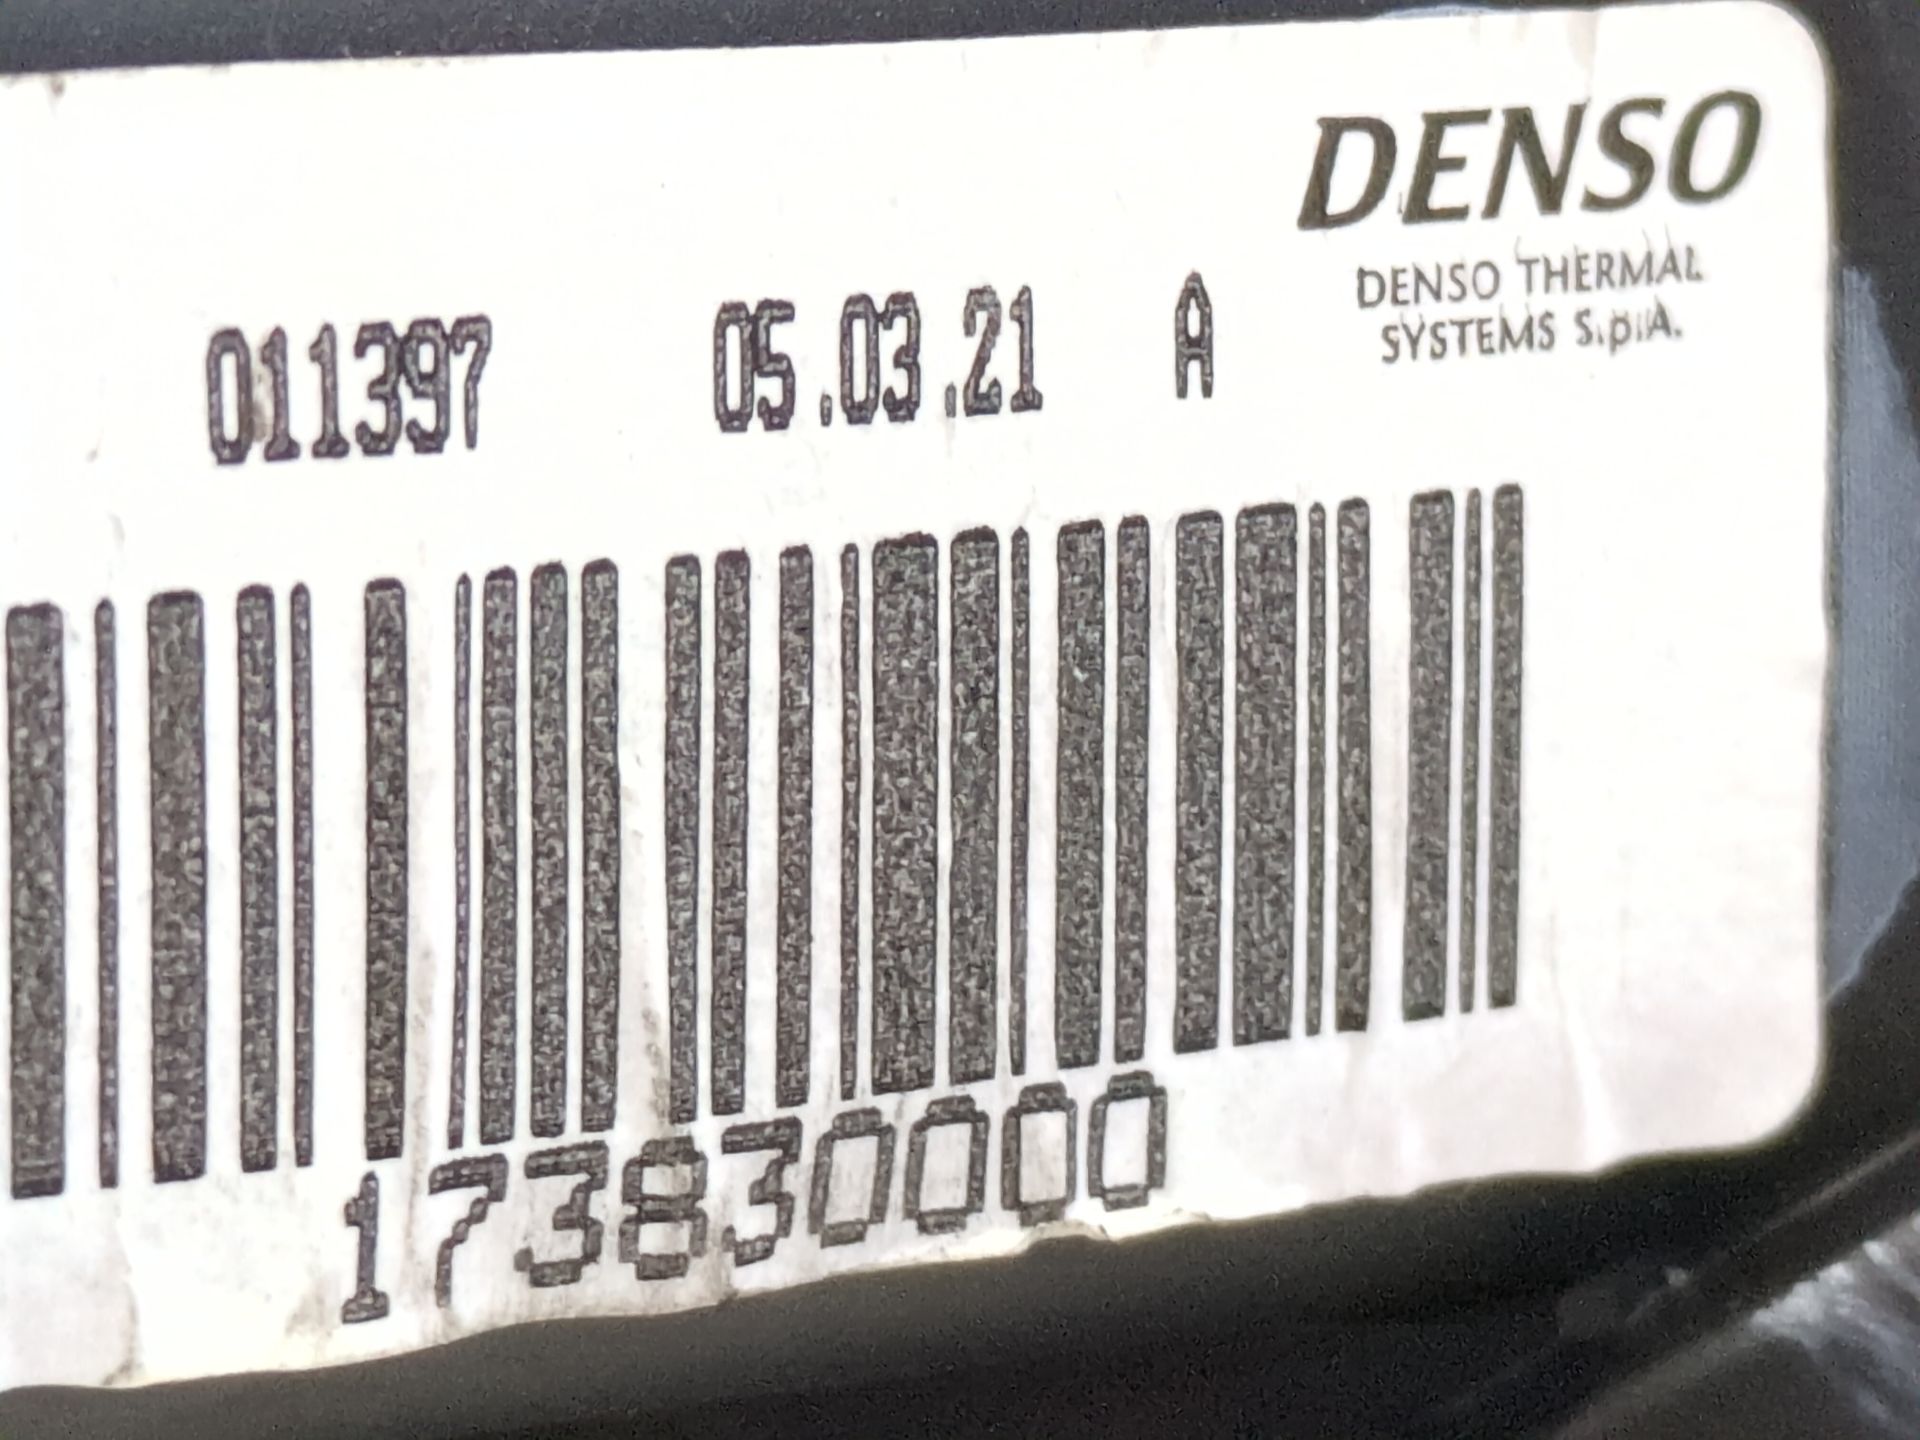 DENSO
DENSO THERMAL
SYSTEMS S.p.A.
011397 05.03.21 A
173830000